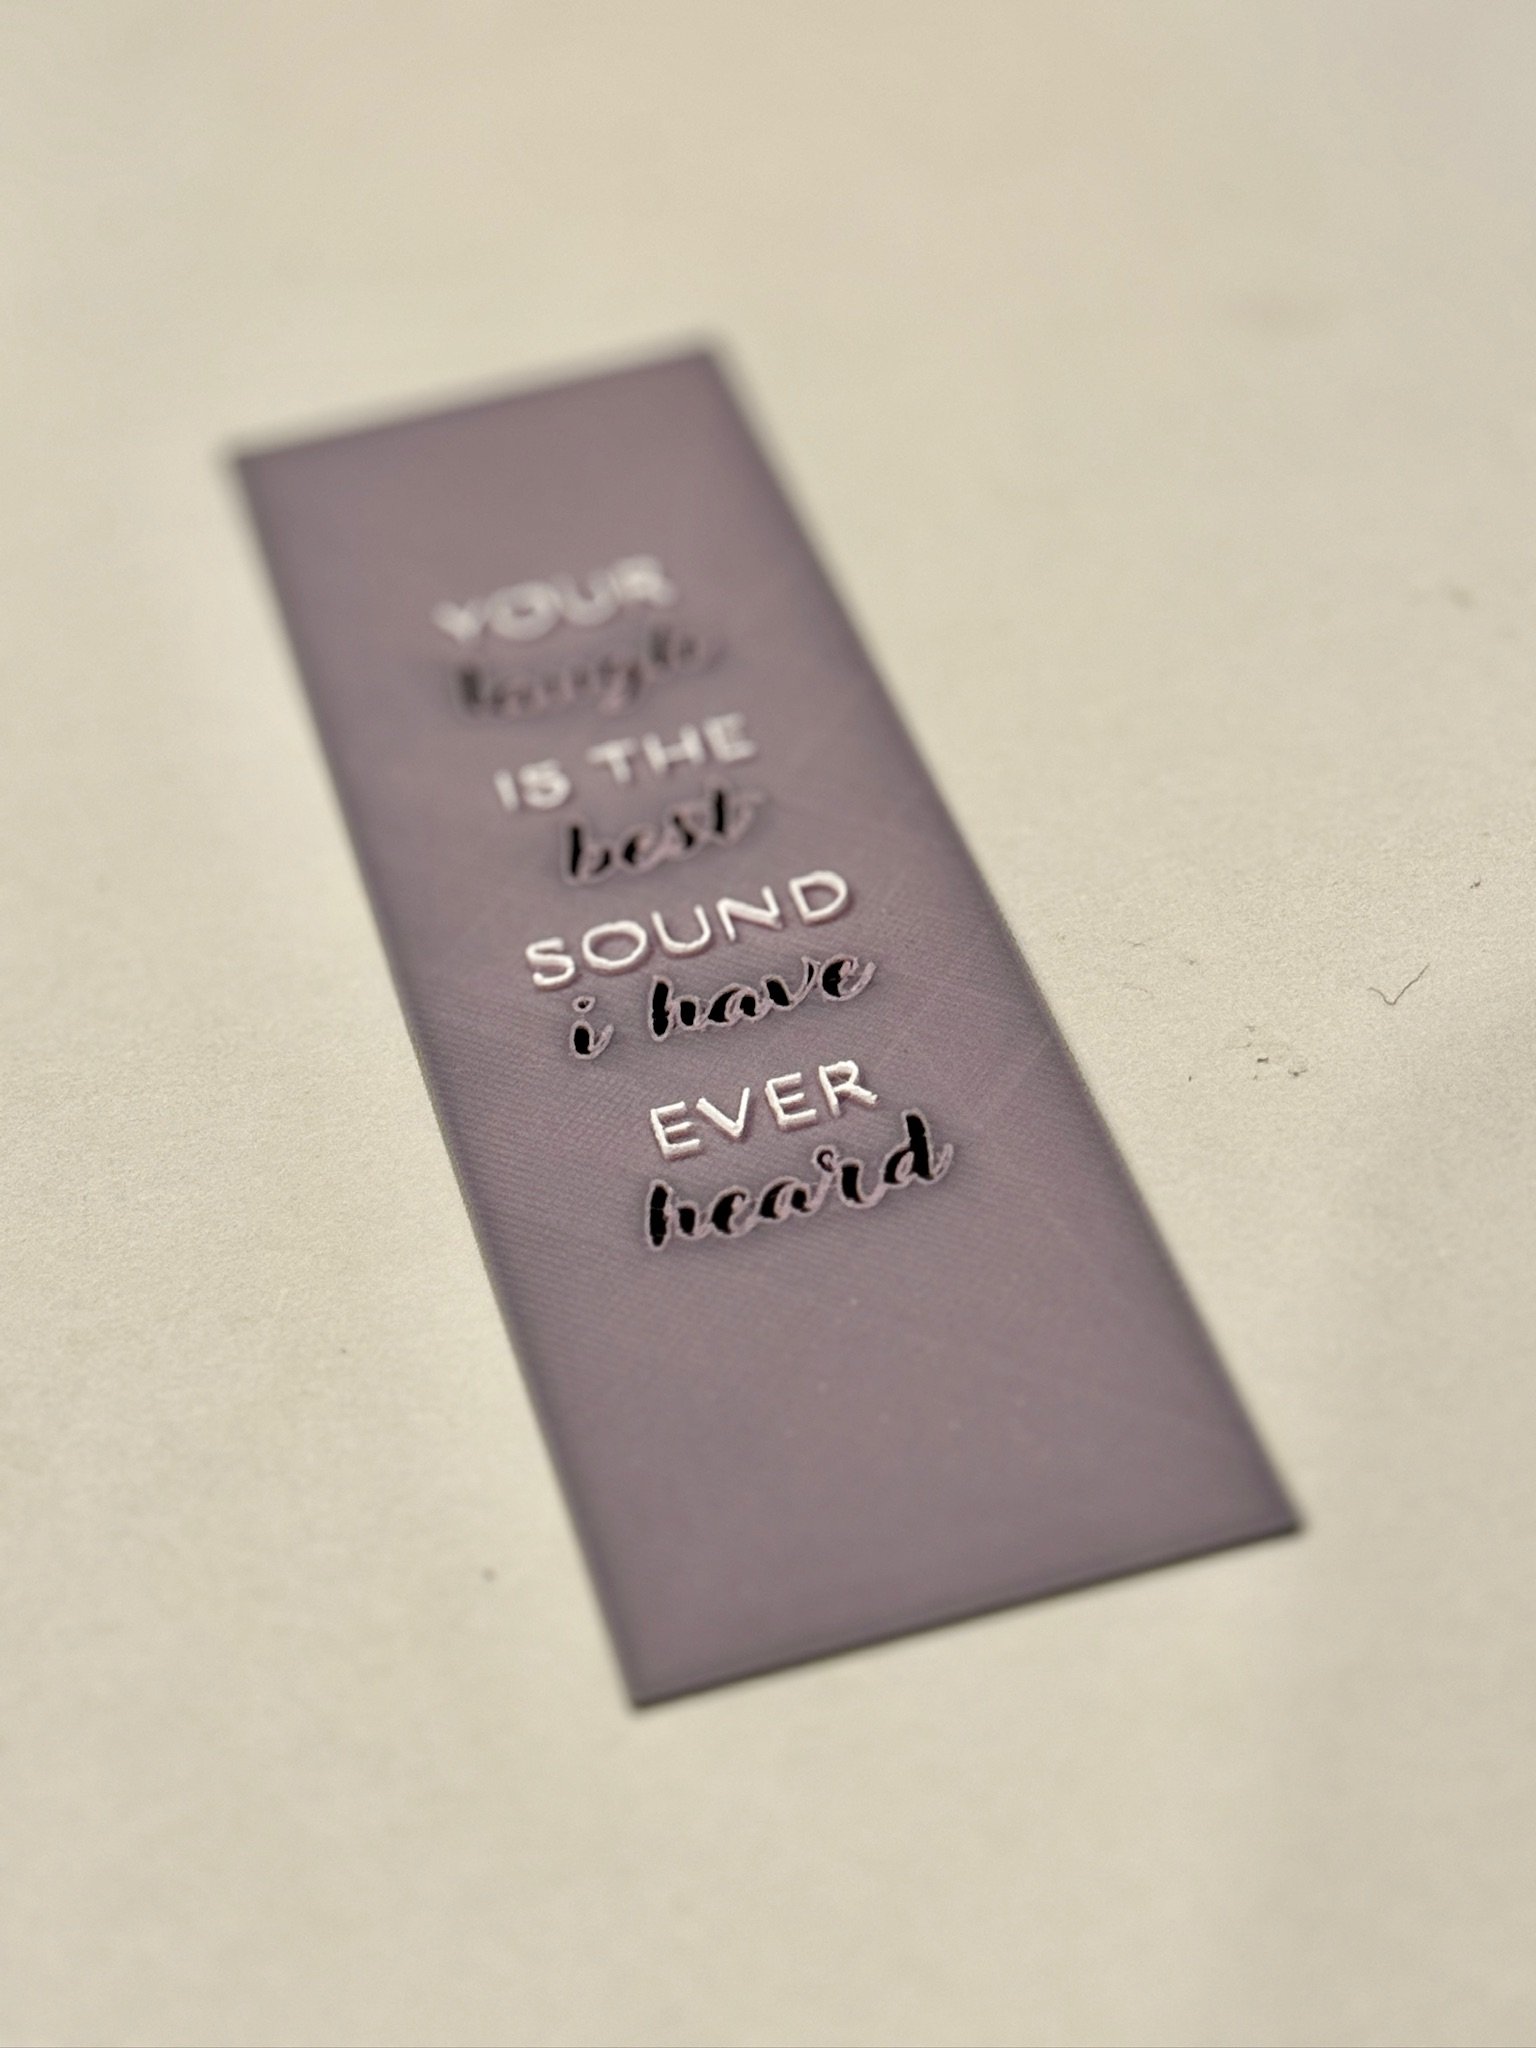 YOUR
laugh
IS THE
best
SOUND
i have
EVER
heard